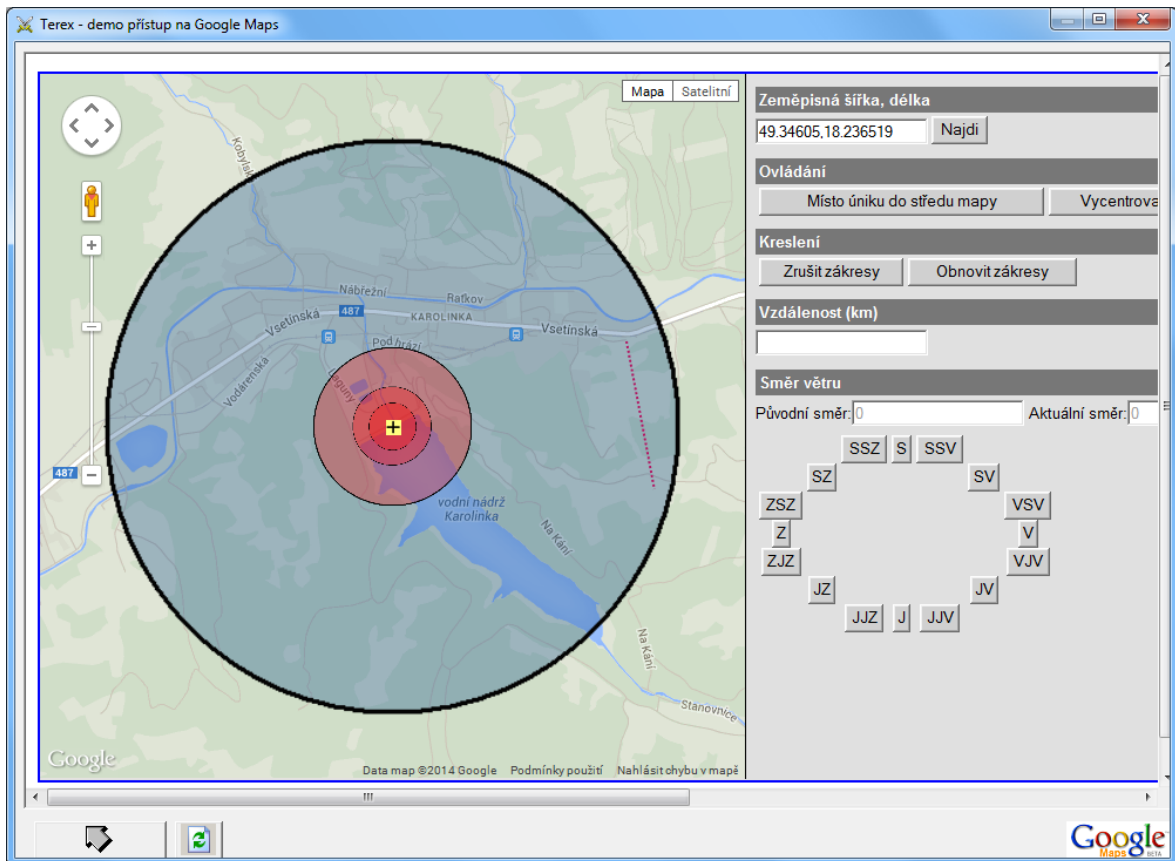 Terex - demo přístup na Google Maps
Mapa Satelitní
Kobylsk
Nábřežní
Raťkov
487
KAROLINKA
Vsetínská
Vsetínská
Pod hrází
Vodárenská
Laguny
487
vodní nádrž
Karolinka
Na Kání
Na Kání
Stanovnice
Google
Data map ©2014 Google Podmínky použití Nahlásit chybu v mapě
Zeměpisná šířka, délka
49.34605,18.236519 Najdi
Ovládání
Místo úniku do středu mapy Vycentrova
Kreslení
Zrušit zákresy Obnovit zákresy
Vzdálenost (km)
Směr větru
Původní směr: 0 Aktuální směr: 0
SSZ S SSV
SZ SV
ZSZ VSV
Z V
ZJZ VJV
JZ JV
JJZ J JJV
Google
Maps BETA